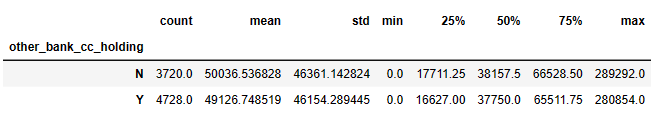 count mean std min 25% 50% 75% max
other_bank_cc_holding
N 3720.0 50036.536828 46361.142824 0.0 17711.25 38157.5 66528.50 289292.0
Y 4728.0 49126.748519 46154.289445 0.0 16627.00 37750.0 65511.75 280854.0